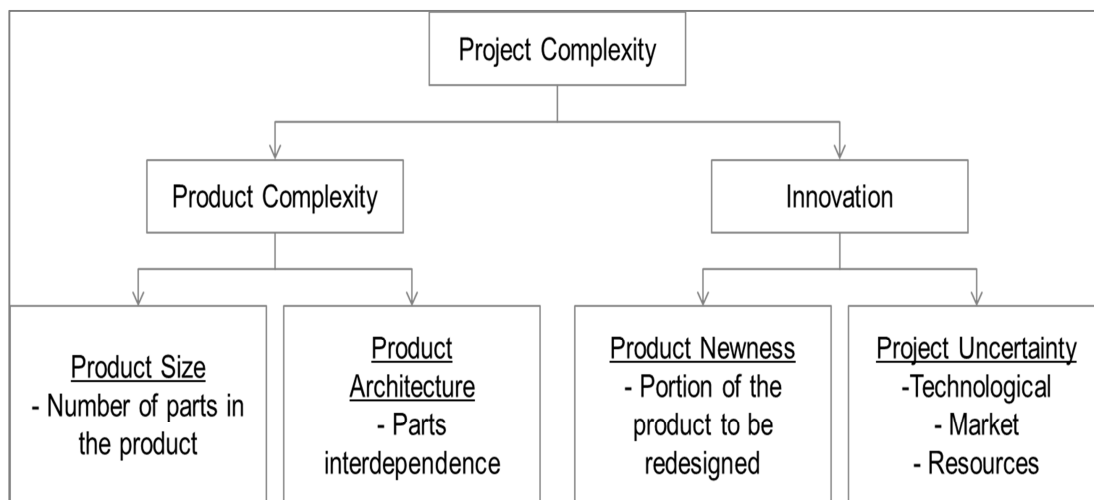 Project Complexity
Product Complexity
Innovation
Product Size
- Number of parts in
the product
Product
Architecture
- Parts
interdependence
Product Newness
- Portion of the
product to be
redesigned
Project Uncertainty
-Technological
- Market
- Resources